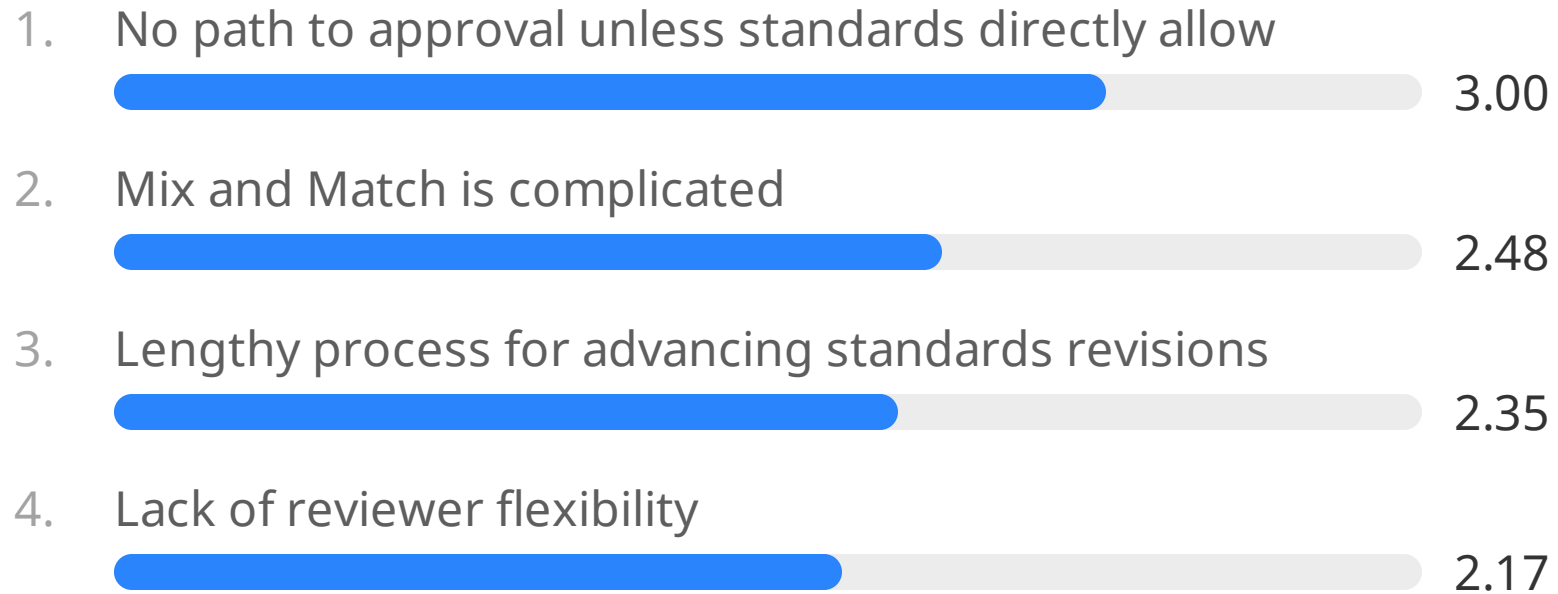 1. No path to approval unless standards directly allow
3.00
2. Mix and Match is complicated
2.48
3. Lengthy process for advancing standards revisions
2.35
4. Lack of reviewer flexibility
2.17